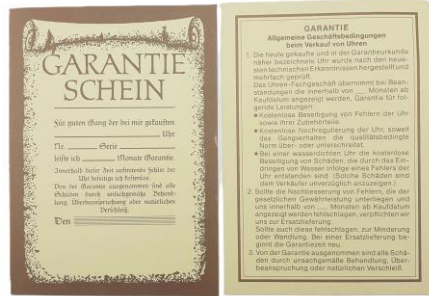 GARANTIE
SCHEIN
Für guten Gang der bei mir gekauften
Uhr
Nr. Serie
leiste ich Monate Garantie
Innerhalb dieser Zeit auftretende Fehler der
Uhr beseitige ich kostenlos.
Von der Garantie ausgenommen sind alle
Schäden durch unsachgemäße Behand-
lung, Überbeanspruchung oder natürlichen
Verschleiß.
Den
GARANTIE
Allgemeine Geschäftsbedingungen
beim Verkauf von Uhren
1. Die heute gekaufte und in der Garantieurkunde
näher bezeichnete Uhr wurde nach den neue-
sten technischen Erkenntnissen hergestellt und
mehrfach geprüft.
Das Uhren-Fachgeschäft übernimmt bei Bean-
standungen die innerhalb von ___ Monaten ab
Kaufdatum angezeigt werden, Garantie für fol-
gende Leistungen:
● Kostenlose Beseitigung von Fehlern der Uhr
sowie ihrer Zubehörteile.
● Kostenlose Nachregulierung der Uhr, soweit
das Gangverhalten die qualitätsbedingte
Norm über- oder unterschreitet.
● Bei einer wasserdichten Uhr die kostenlose
Beseitigung von Schäden, die durch das Ein-
dringen von Wasser infolge eines Fehlers der
Uhr entstanden sind. (Solche Schäden sind
dem Verkäufer unverzüglich anzuzeigen.)
2. Sollte die Nachbesserung von Fehlern, die der
gesetzlichen Gewährleistung unterliegen und
uns innerhalb von ..... Monaten ab Kaufdatum
angezeigt werden fehlschlagen, verpflichten wir
uns zur Ersatzleistung.
Sollte auch diese fehlschlagen, zur Minderung
oder Wandlung. Bei einer Ersatzlieferung be-
ginnt die Garantiezeit neu.
3. Von der Garantie ausgenommen sind alle Schä-
den durch unsachgemäße Behandlung, Über-
beanspruchung oder natürlichen Verschleiß.